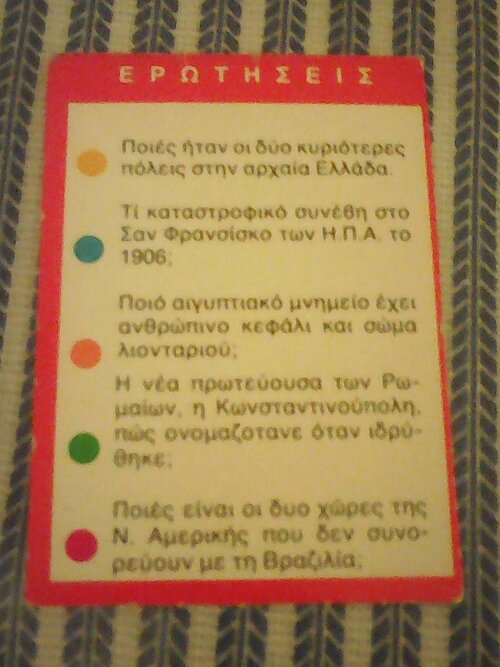 ΕΡΩΤΗΣΕΙΣ
Ποιές ήταν οι δύο κυριότερες
πόλεις στην αρχαία Ελλάδα.
Τί καταστροφικό συνέβη στο
Σαν Φρανσίσκο των Η.Π.Α. το
1906;
Ποιό αιγυπτιακό μνημείο έχει
ανθρώπινο κεφάλι και σώμα
λιονταριού;
Η νέα πρωτεύουσα των Ρω-
μαίων, η Κωνσταντινούπολη,
πώς ονομαζοτανε όταν ιδρύ-
θηκε;
Ποιές είναι οι δυο χώρες της
Ν. Αμερικής που δεν συνο-
ρεύουν με τη Βραζιλία;